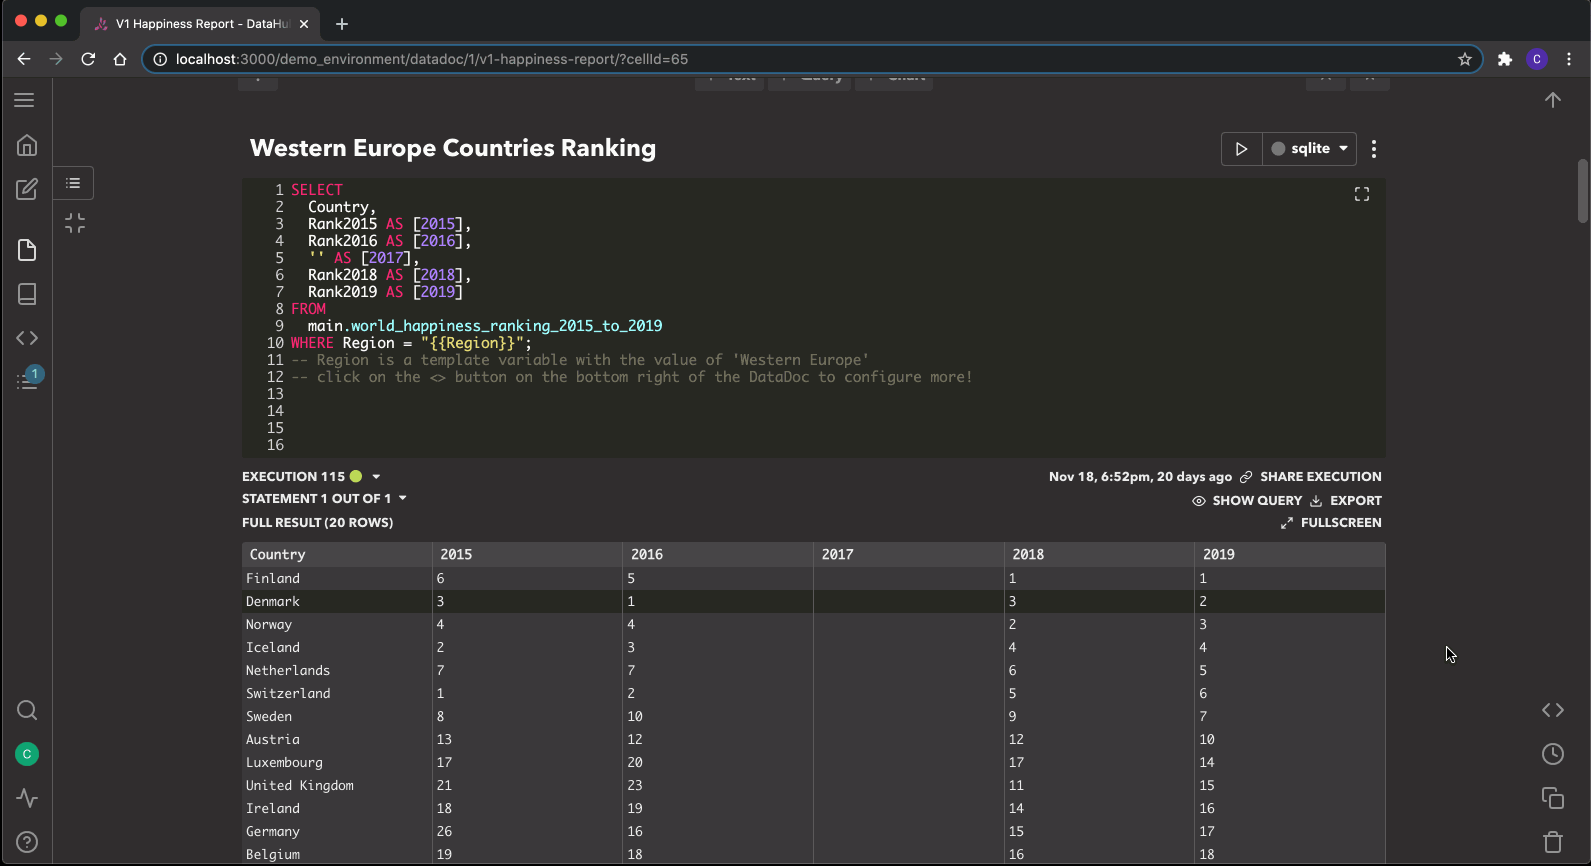 V1 Happiness Report - DataHu
localhost:3000/demo_environment/datadoc/1/v1-happiness-report/?cellId=65
C
Text Query Chart
Western Europe Countries Ranking
sqlite
1 SELECT
2 Country,
3 Rank2015 AS [2015],
4 Rank2016 AS [2016],
5 '' AS [2017],
6 Rank2018 AS [2018],
7 Rank2019 AS [2019]
8 FROM
9 main.world_happiness_ranking_2015_to_2019
10 WHERE Region = "{{Region}}";
11 -- Region is a template variable with the value of 'Western Europe'
12 -- click on the <> button on the bottom right of the DataDoc to configure more!
13
14
15
16
1
EXECUTION 115
Nov 18, 6:52pm, 20 days ago SHARE EXECUTION
STATEMENT 1 OUT OF 1
SHOW QUERY EXPORT
FULL RESULT (20 ROWS)
FULLSCREEN
Country 2015 2016 2017 2018 2019
Finland 6 5 1 1
Denmark 3 1 3 2
Norway 4 4 2 3
Iceland 2 3 4 4
Netherlands 7 7 6 5
Switzerland 1 2 5 6
Sweden 8 10 9 7
Austria 13 12 12 10
Luxembourg 17 20 17 14
United Kingdom 21 23 11 15
Ireland 18 19 14 16
Germany 26 16 15 17
Belgium 19 18 16 18
C